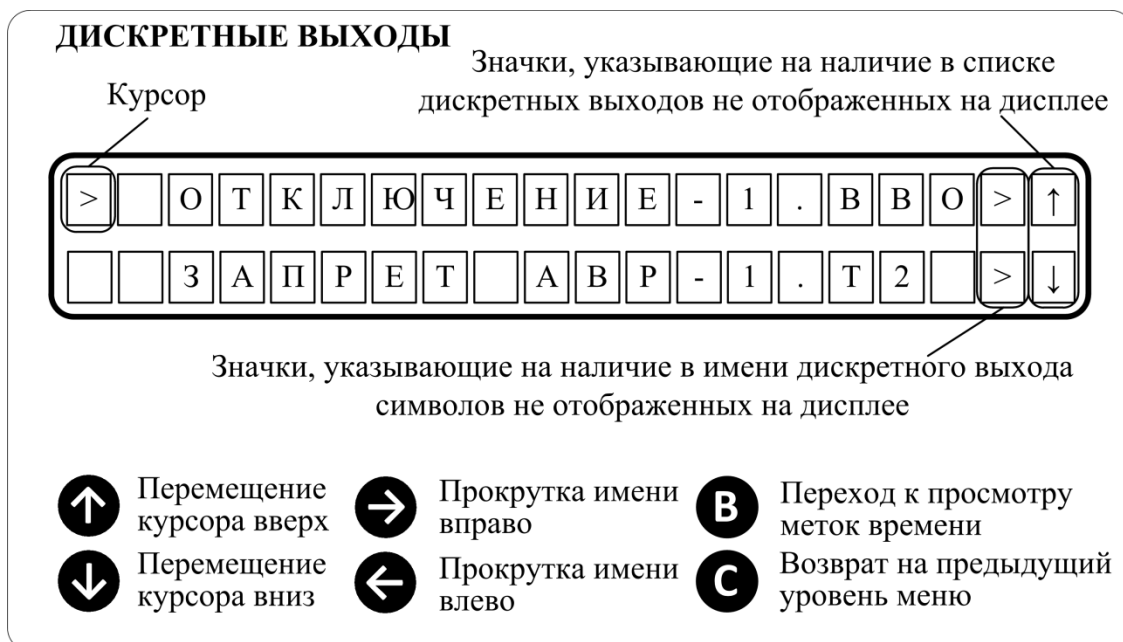 ДИСКРЕТНЫЕ ВЫХОДЫ
Значки, указывающие на наличие в списке
дискретных выходов не отображенных на дисплее
Курсор
> ОТКЛЮЧЕНИЕ-1.ВВО>↑
ЗАПРЕТ АВР-1.Т2 >↓
Значки, указывающие на наличие в имени дискретного выхода
символов не отображенных на дисплее
↑ Перемещение
курсора вверх
→ Прокрутка имени
вправо
B Переход к просмотру
меток времени
↓ Перемещение
курсора вниз
← Прокрутка имени
влево
C Возврат на предыдущий
уровень меню